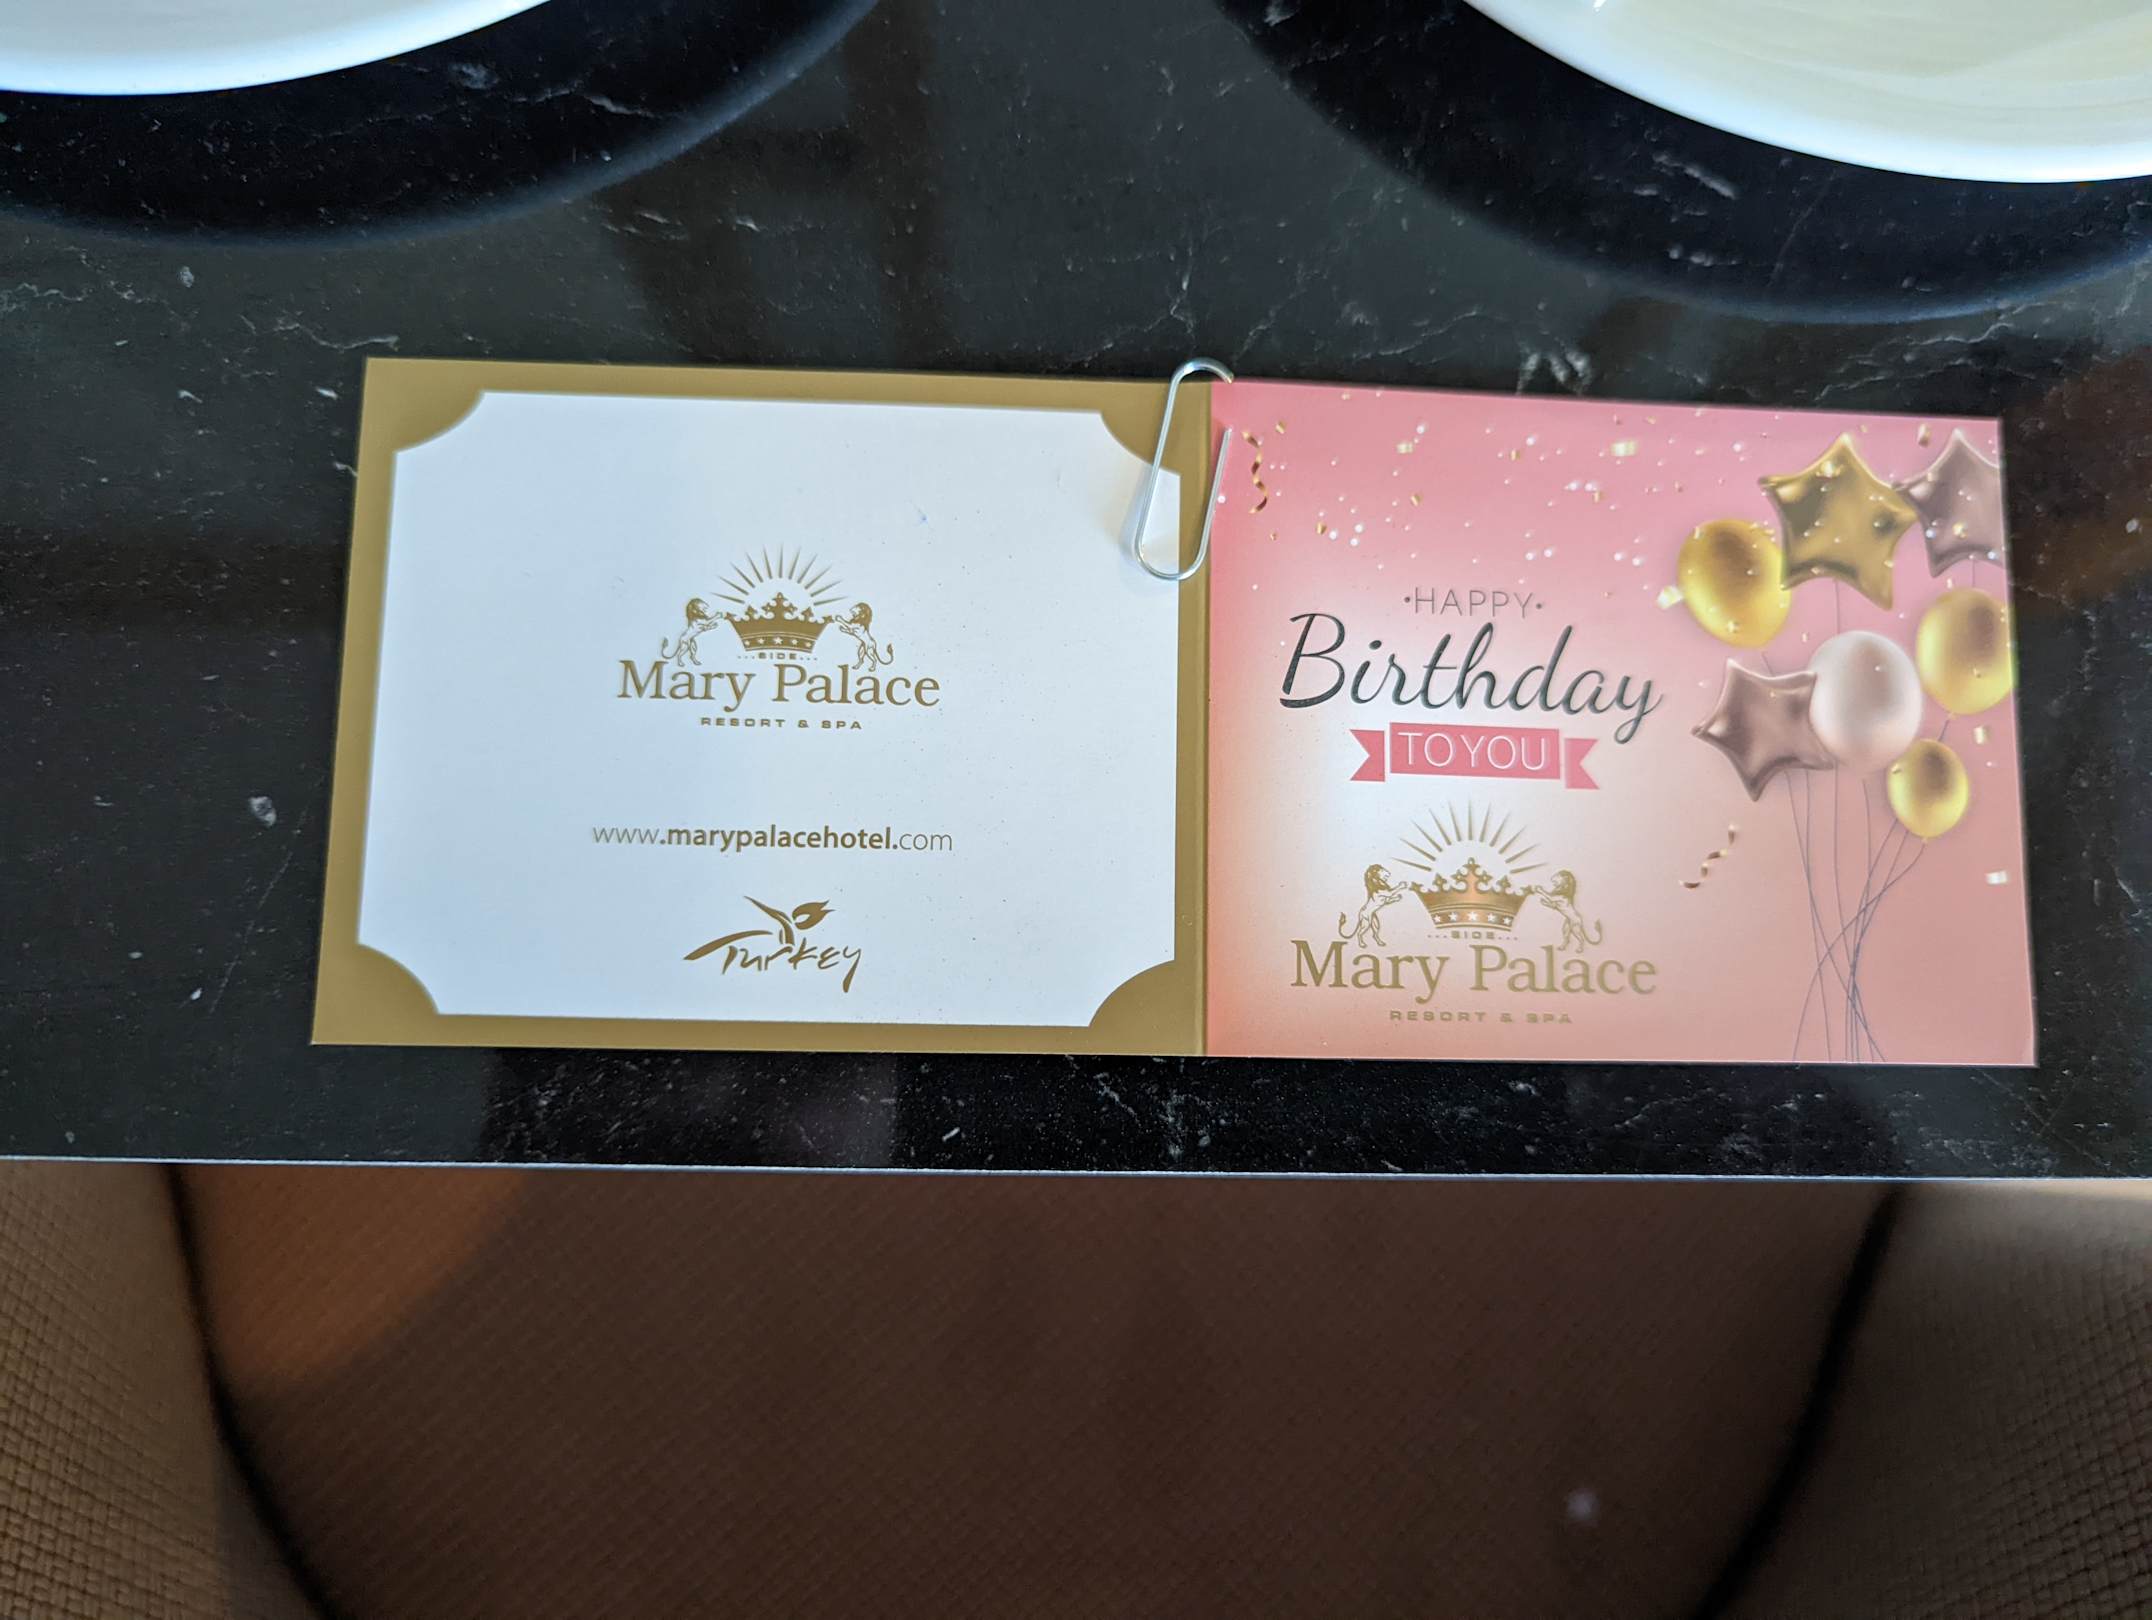 SIDE
Mary Palace
RESORT & SPA
www.marypalacehotel.com
Turkey
•HAPPY•
Birthday
TO YOU
SIDE
Mary Palace
RESORT & SPA